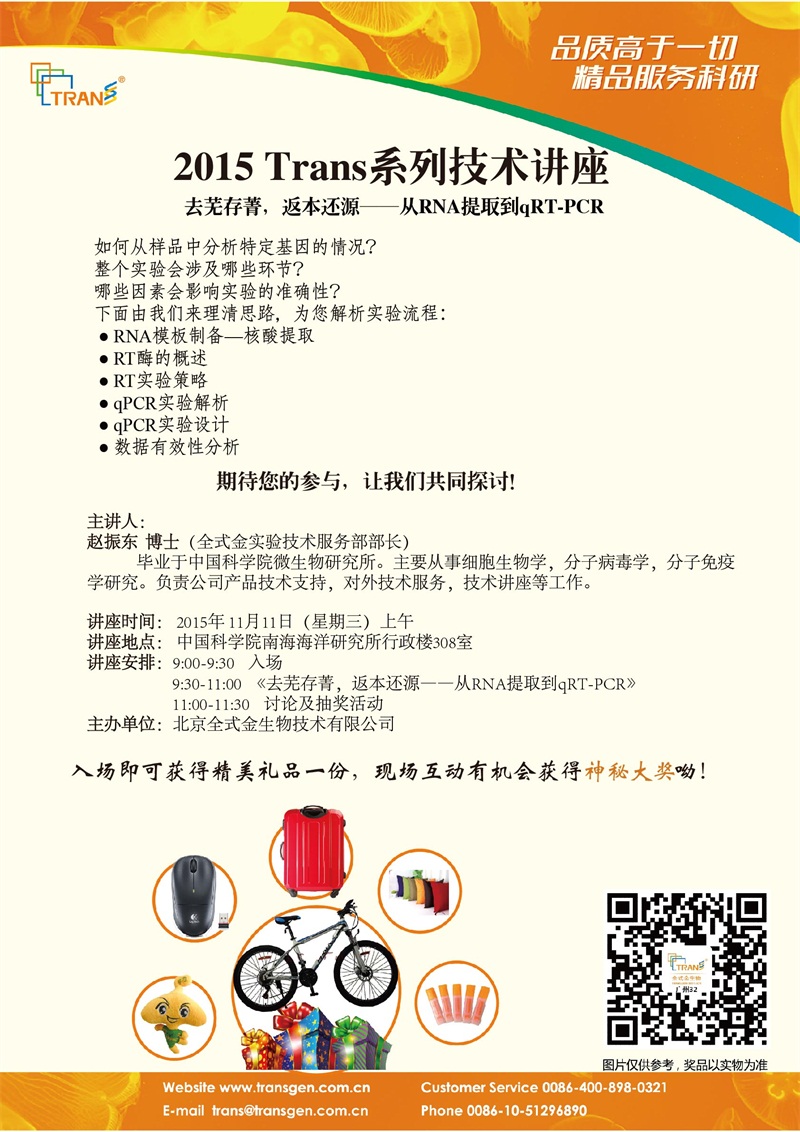 品质高于一切
精品服务科研
TRANS®
2015 Trans系列技术讲座
去芜存菁，返本还源——从RNA提取到qRT-PCR
如何从样品中分析特定基因的情况？
整个实验会涉及哪些环节？
哪些因素会影响实验的准确性？
下面由我们来理清思路，为您解析实验流程：
● RNA模板制备—核酸提取
● RT酶的概述
● RT实验策略
● qPCR实验解析
● qPCR实验设计
● 数据有效性分析
期待您的参与，让我们共同探讨！
主讲人：
赵振东 博士（全式金实验技术服务部部长）
毕业于中国科学院微生物研究所。主要从事细胞生物学，分子病毒学，分子免疫
学研究。负责公司产品技术支持，对外技术服务，技术讲座等工作。
讲座时间： 2015年11月11日（星期三）上午
讲座地点： 中国科学院南海海洋研究所行政楼308室
讲座安排：9:00-9:30 入场
9:30-11:00 《去芜存菁，返本还源——从RNA提取到qRT-PCR》
11:00-11:30 讨论及抽奖活动
主办单位：北京全式金生物技术有限公司
入场即可获得精美礼品一份，现场互动有机会获得神秘大奖呦！
TRANS
广州32
图片仅供参考，奖品以实物为准
Website www.transgen.com.cn Customer Service 0086-400-898-0321
E-mail trans@transgen.com.cn Phone 0086-10-51296890